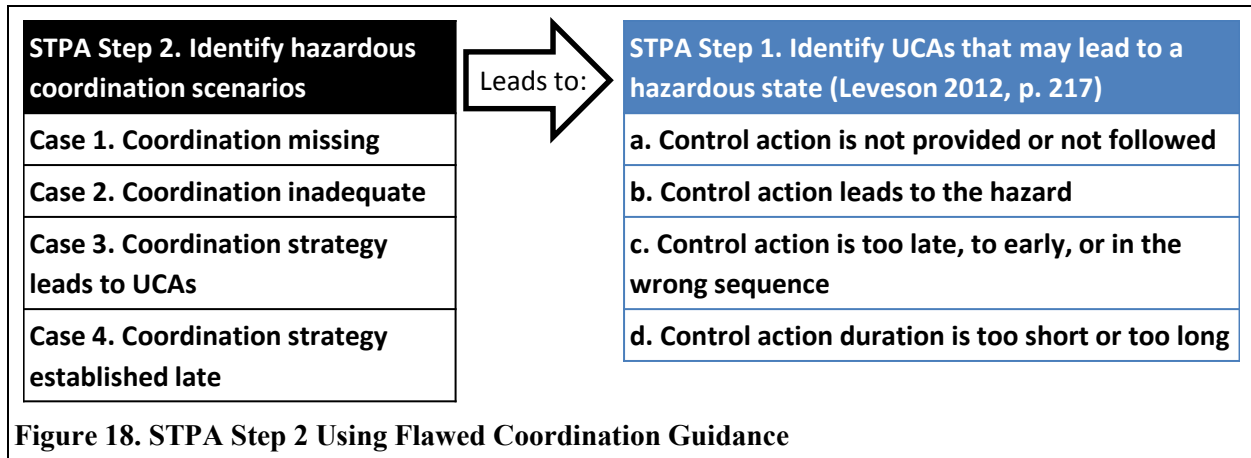 STPA Step 2. Identify hazardous
coordination scenarios
Case 1. Coordination missing
Case 2. Coordination inadequate
Case 3. Coordination strategy
leads to UCAs
Case 4. Coordination strategy
established late
Leads to:
STPA Step 1. Identify UCAs that may lead to a
hazardous state (Leveson 2012, p. 217)
a. Control action is not provided or not followed
b. Control action leads to the hazard
c. Control action is too late, to early, or in the
wrong sequence
d. Control action duration is too short or too long
Figure 18. STPA Step 2 Using Flawed Coordination Guidance